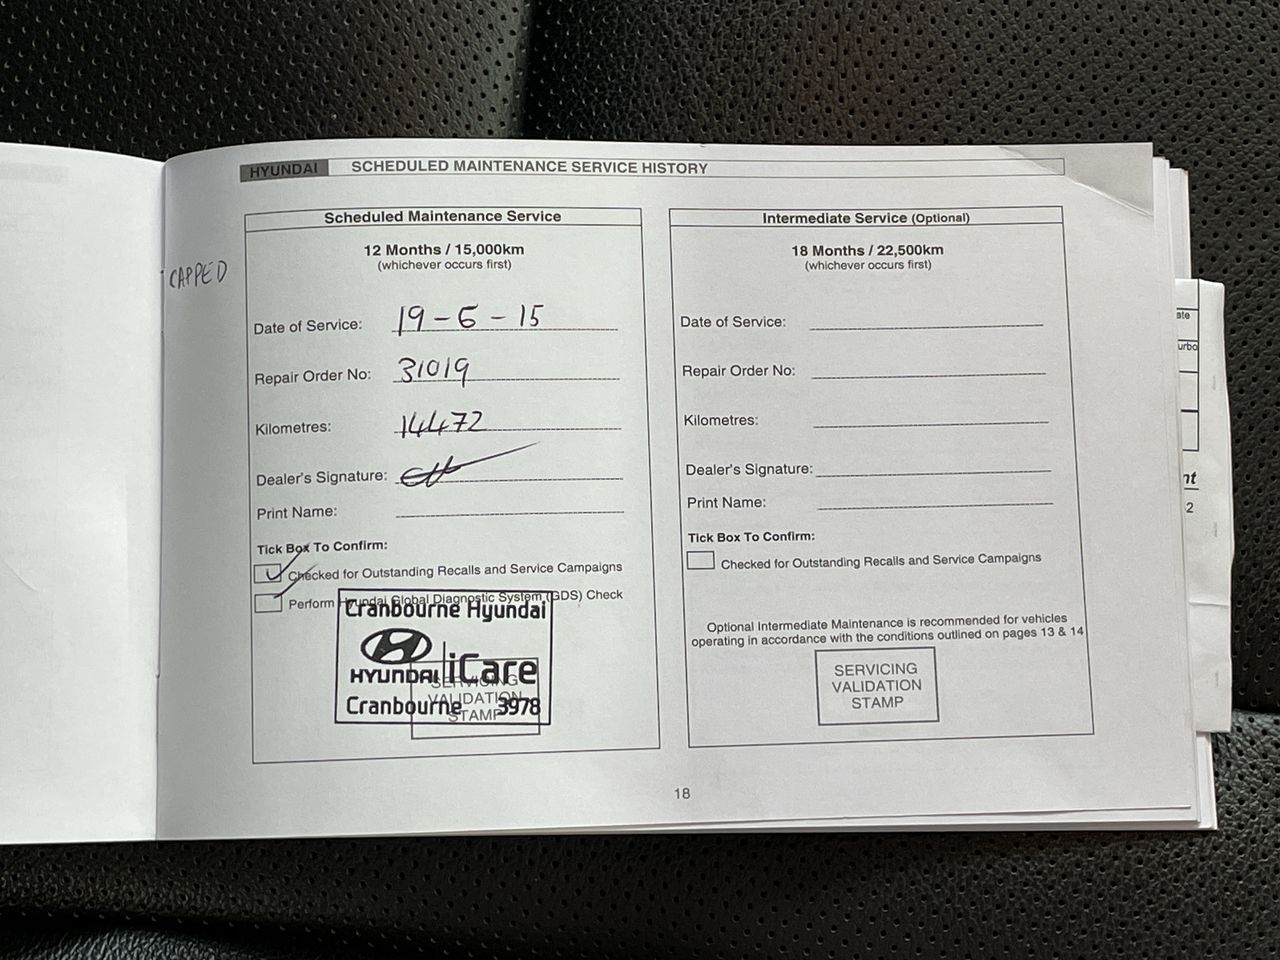 HYUNDAI SCHEDULED MAINTENANCE SERVICE HISTORY
CAPPED
Scheduled Maintenance Service
12 Months / 15,000km
(whichever occurs first)
Date of Service: 19-6-15
Repair Order No: 31019
Kilometres: 14472
Dealer's Signature:
Print Name:
Tick Box To Confirm:
Checked for Outstanding Recalls and Service Campaigns
Perform Hyundai Global Diagnostic System (GDS) Check
Cranbourne Hyundai
HYUNDAI iCare
Cranbourne 3978
SERVICING
VALIDATION
STAMP
Intermediate Service (Optional)
18 Months / 22,500km
(whichever occurs first)
Date of Service:
Repair Order No:
Kilometres:
Dealer's Signature:
Print Name:
Tick Box To Confirm:
Checked for Outstanding Recalls and Service Campaigns
Optional Intermediate Maintenance is recommended for vehicles
operating in accordance with the conditions outlined on pages 13 & 14
SERVICING
VALIDATION
STAMP
18
2